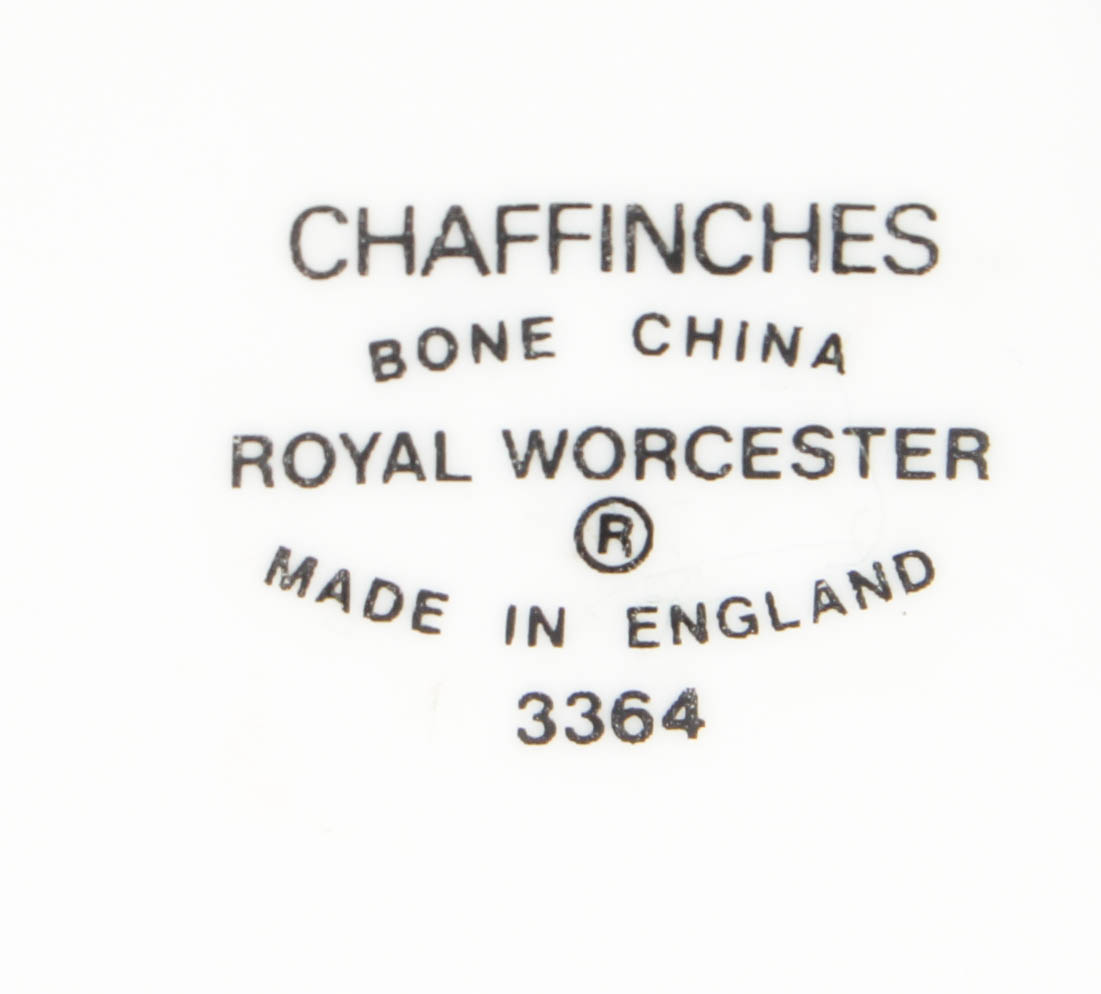 CHAFFINCHES
BONE CHINA
ROYAL WORCESTER
®
MADE IN ENGLAND
3364